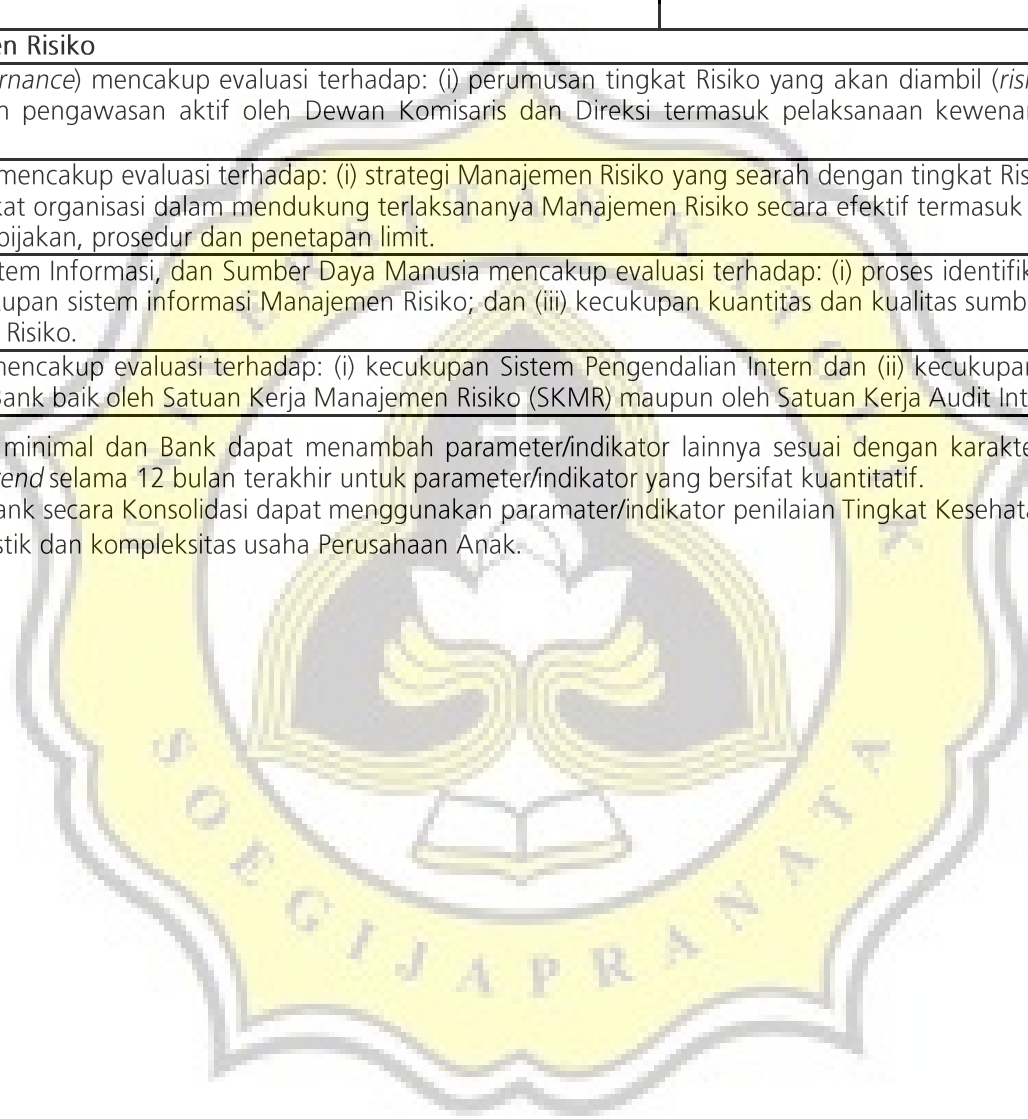 en Risiko
rnance) mencakup evaluasi terhadap: (i) perumusan tingkat Risiko yang akan diambil (risi
n pengawasan aktif oleh Dewan Komisaris dan Direksi termasuk pelaksanaan kewenar
mencakup evaluasi terhadap: (i) strategi Manajemen Risiko yang searah dengan tingkat Ris
kat organisasi dalam mendukung terlaksananya Manajemen Risiko secara efektif termasuk
bijakan, prosedur dan penetapan limit.
tem Informasi, dan Sumber Daya Manusia mencakup evaluasi terhadap: (i) proses identifik
upan sistem informasi Manajemen Risiko; dan (iii) kecukupan kuantitas dan kualitas sumb
Risiko.
mencakup evaluasi terhadap: (i) kecukupan Sistem Pengendalian Intern dan (ii) kecukupan
Bank baik oleh Satuan Kerja Manajemen Risiko (SKMR) maupun oleh Satuan Kerja Audit Int
minimal dan Bank dapat menambah parameter/indikator lainnya sesuai dengan karakte
rend selama 12 bulan terakhir untuk parameter/indikator yang bersifat kuantitatif.
ank secara Konsolidasi dapat menggunakan paramater/indikator penilaian Tingkat Kesehata
stik dan kompleksitas usaha Perusahaan Anak.
SOEGIJAPRANATA